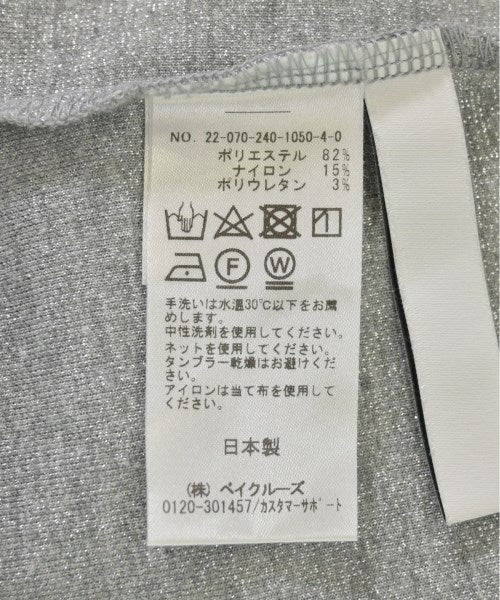 NO. 22-070-240-1050-4-0
ポリエステル 82%
ナイロン 15%
ポリウレタン 3%
F W
手洗いは水温30℃以下をお薦
めします。
中性洗剤を使用してください。
ネットを使用してください。
タンブラー乾燥はお避けくださ
い。
アイロンは当て布を使用して
ください。
日本製
(株) ベイクルーズ
0120-301457/カスタマーサポート